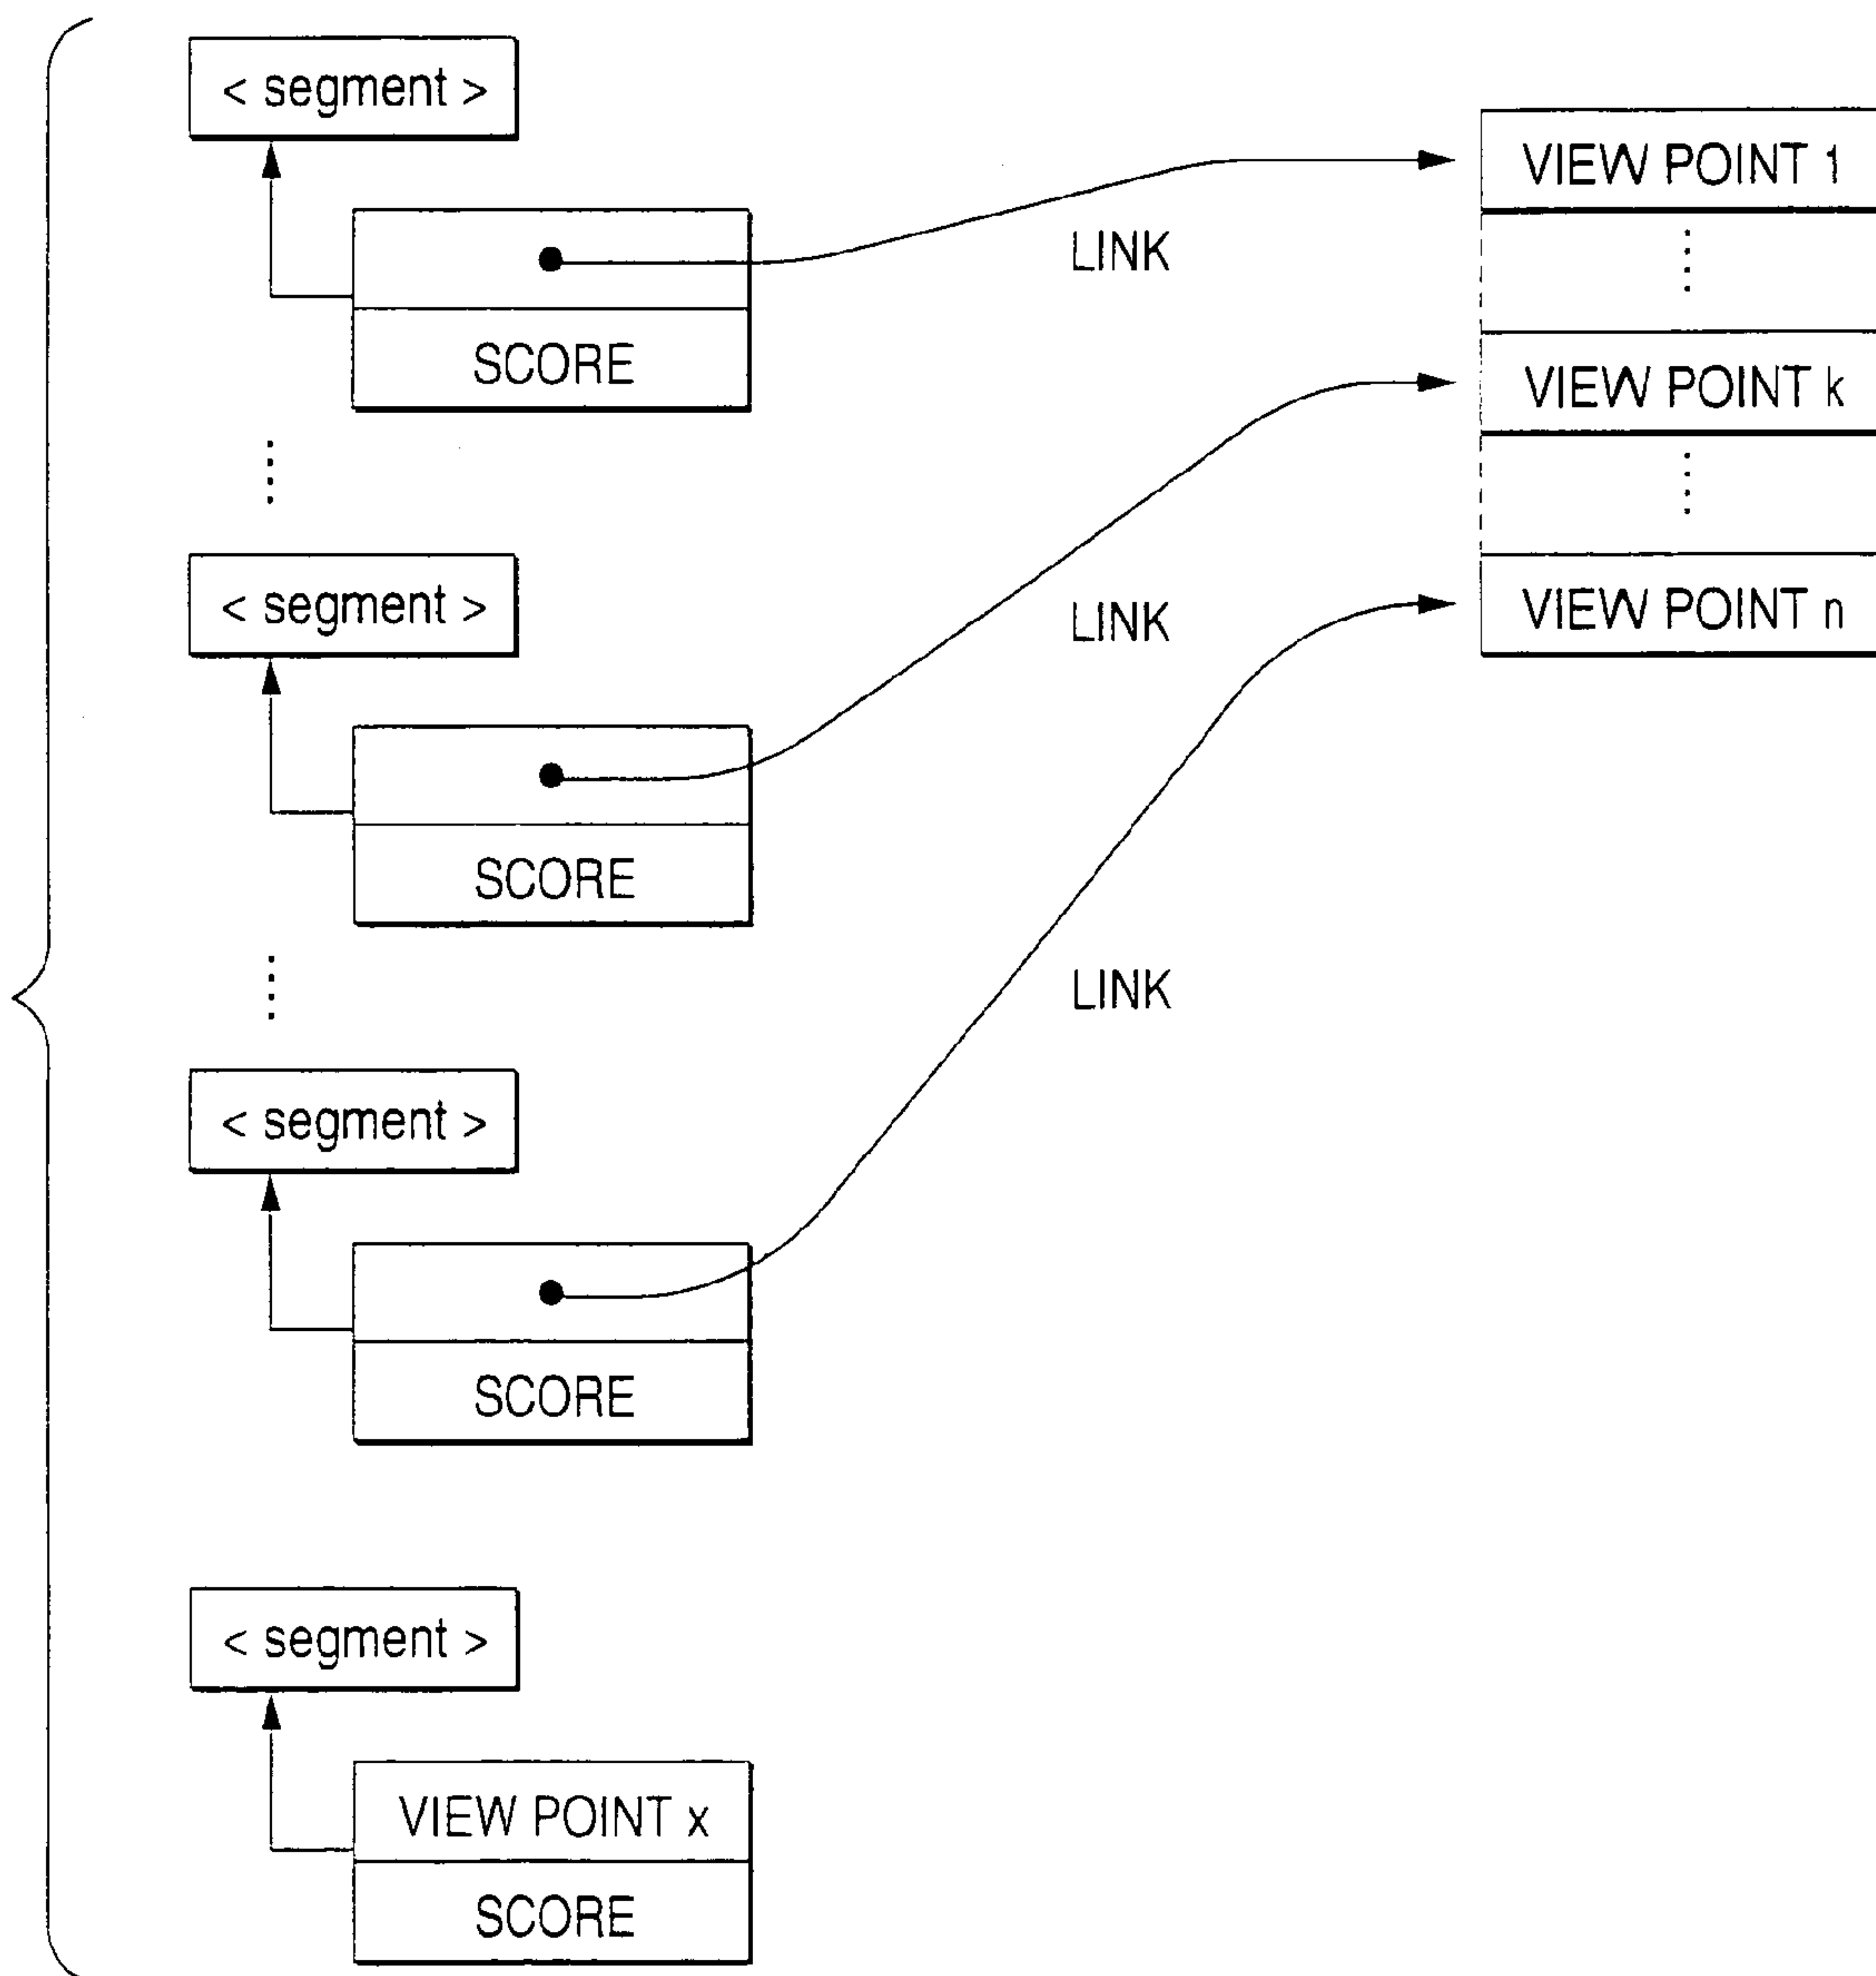 < segment >
SCORE
< segment >
SCORE
< segment >
SCORE
< segment >
VIEW POINT x
SCORE
LINK
LINK
LINK
VIEW POINT 1
VIEW POINT k
VIEW POINT n